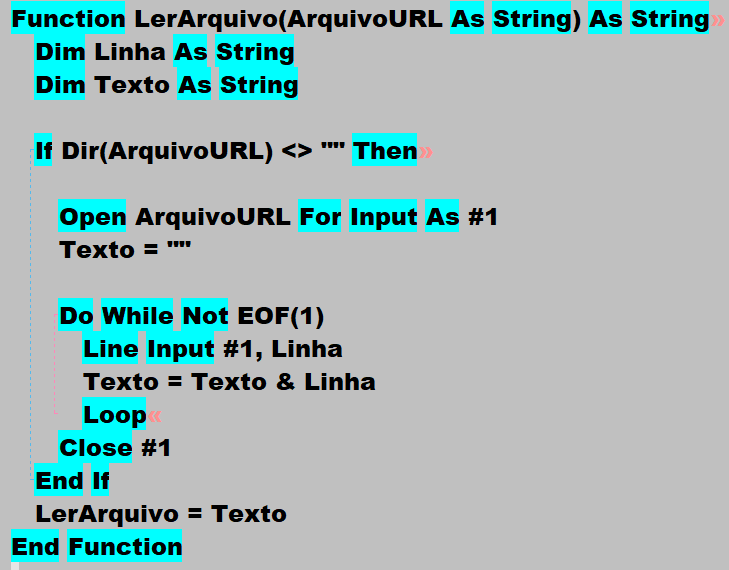 Function LerArquivo(ArquivoURL As String) As String»
Dim Linha As String
Dim Texto As String
If Dir(ArquivoURL) <> "" Then»
Open ArquivoURL For Input As #1
Texto = ""
Do While Not EOF(1)
Line Input #1, Linha
Texto = Texto & Linha
Loop«
Close #1
End If
LerArquivo = Texto
End Function